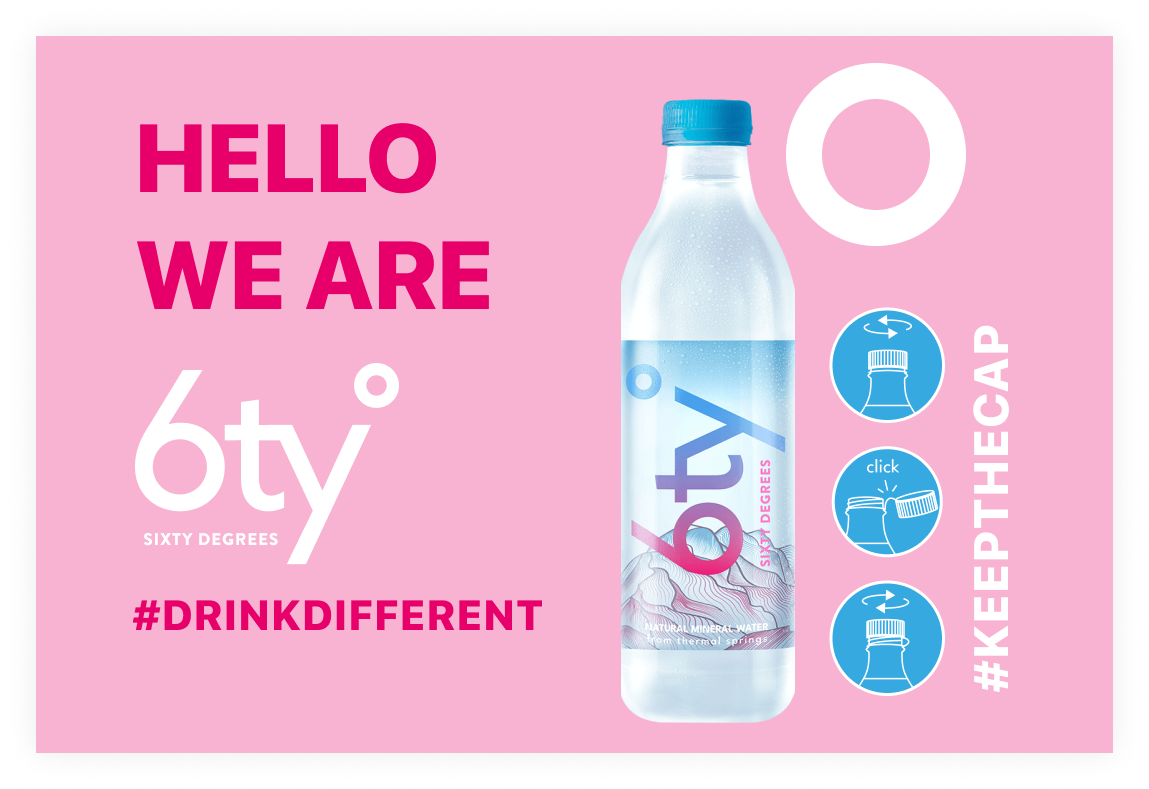 HELLO
WE ARE
6ty°
SIXTY DEGREES
#DRINKDIFFERENT
6ty°
SIXTY DEGREES
NATURAL MINERAL WATER
from thermal springs
click
#KEEPTHECAP